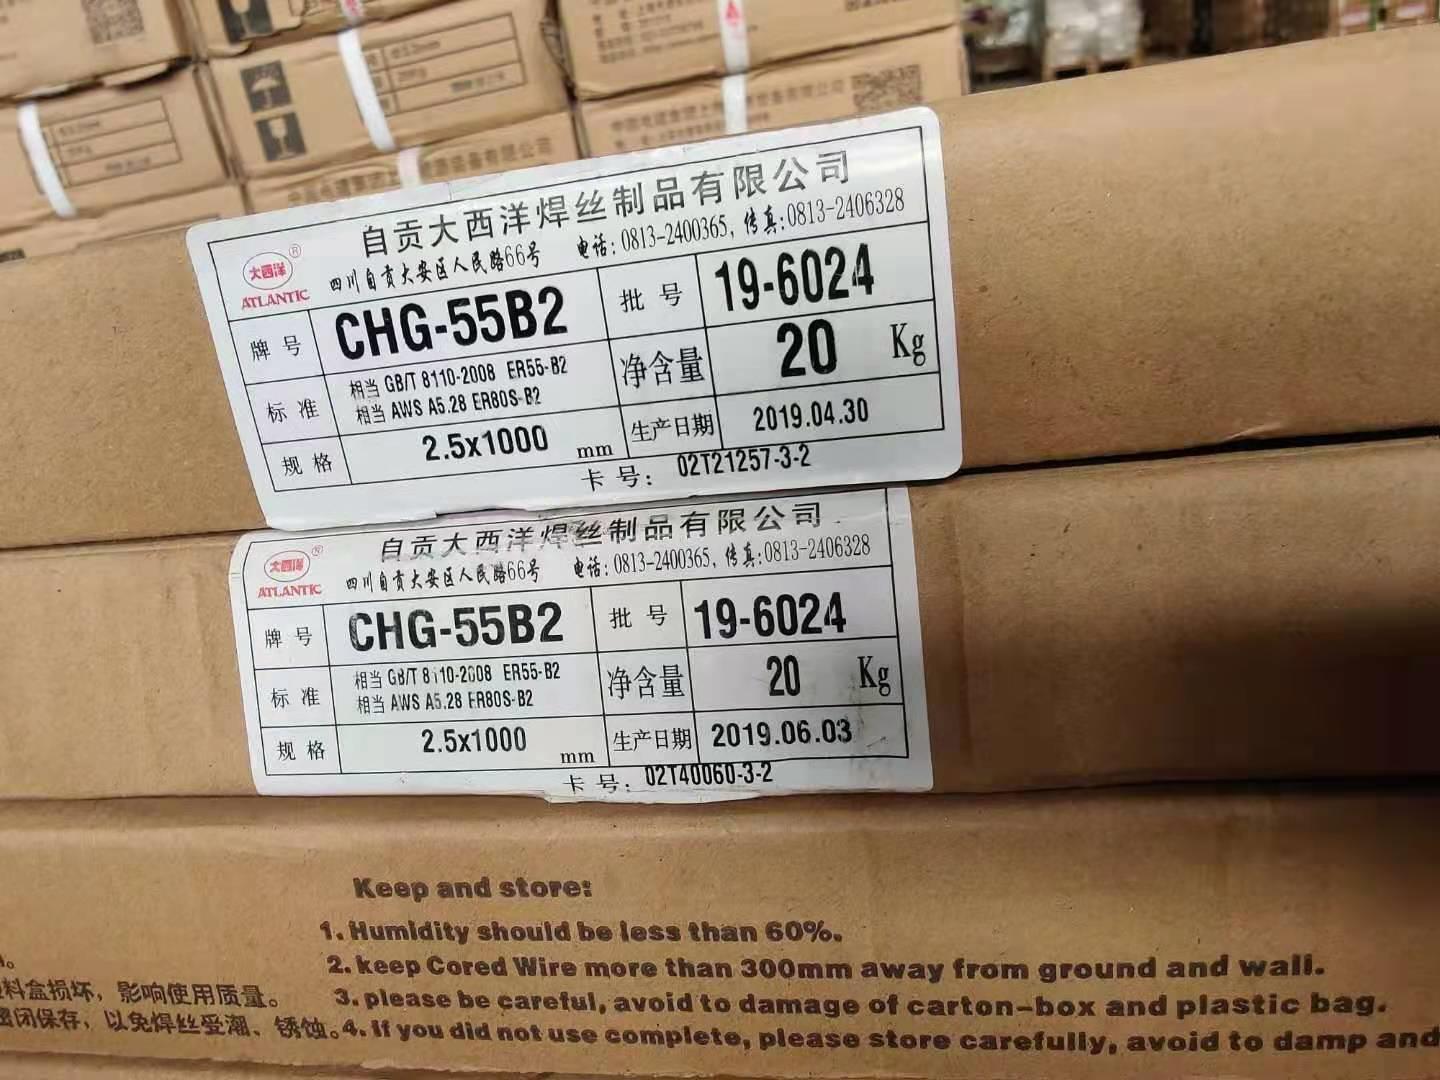 自贡大西洋焊丝制品有限公司
四川自贡大安区人民路66号 电话:0813-2400365, 传真:0813-2406328
大西洋®
ATLANTIC
牌号 CHG-55B2 批号 19-6024
标准 相当 GB/T 8110-2008 ER55-B2
相当 AWS A5.28 ER80S-B2
净含量 20 Kg
规格 2.5x1000 mm 生产日期 2019.04.30
卡号: 02T21257-3-2
自贡大西洋焊丝制品有限公司
四川自贡大安区人民路66号 电话:0813-2400365, 传真:0813-2406328
大西洋®
ATLANTIC
牌号 CHG-55B2 批号 19-6024
标准 相当 GB/T 8110-2008 ER55-B2
相当 AWS A5.28 ER80S-B2
净含量 20 Kg
规格 2.5x1000 mm 生产日期 2019.06.03
卡号: 02T40060-3-2
Keep and store:
1. Humidity should be less than 60%.
2. keep Cored Wire more than 300mm away from ground and wall.
料盒损坏，影响使用质量。 3. please be careful, avoid to damage of carton-box and plastic bag.
密闭保存，以免焊丝受潮、锈蚀。 4. If you did not use complete, please store carefully, avoid to damp and